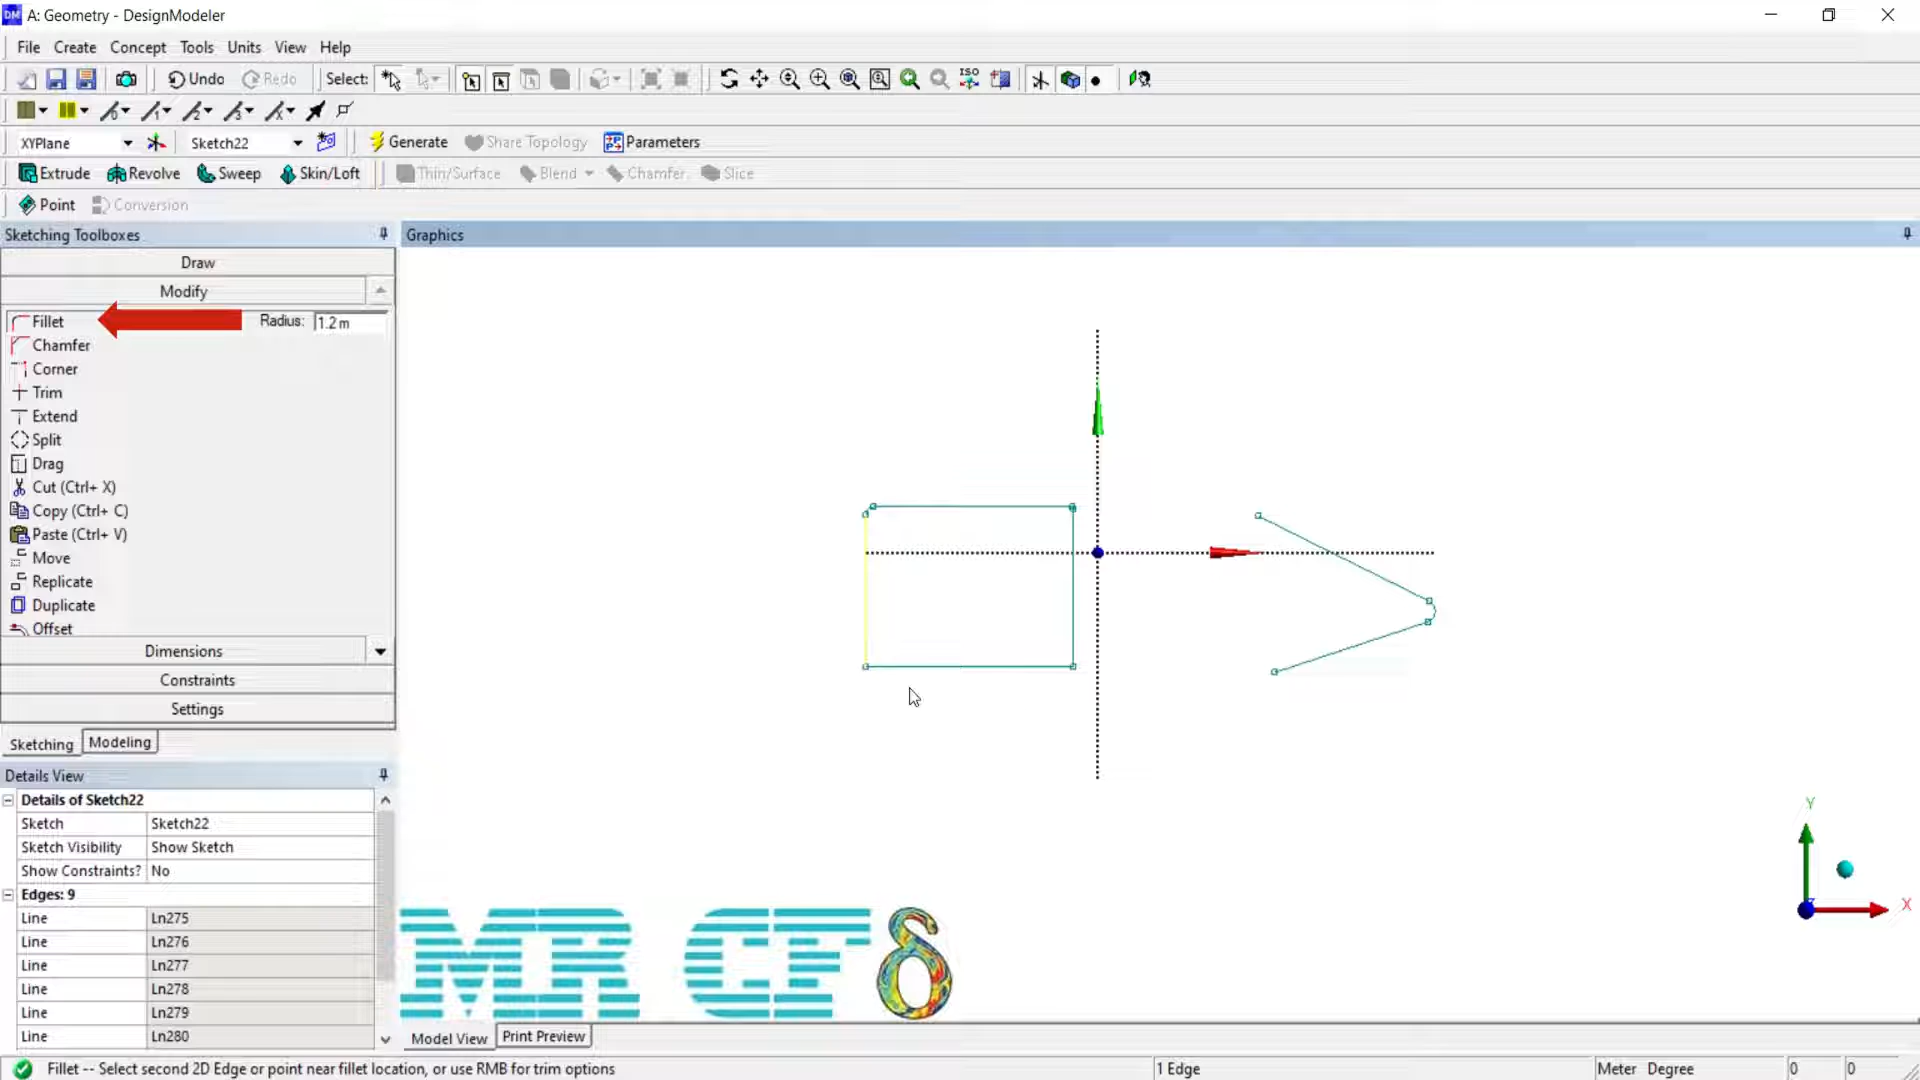 A: Geometry - DesignModeler
File Create Concept Tools Units View Help
Undo Redo Select: ISO
XYPlane Sketch22 Generate Share Topology Parameters
Extrude Revolve Sweep Skin/Loft Thin/Surface Blend Chamfer Slice
Point Conversion
Sketching Toolboxes
Graphics
Draw
Modify
Fillet Radius: 1.2 m
Chamfer
Corner
Trim
Extend
Split
Drag
Cut (Ctrl+ X)
Copy (Ctrl+ C)
Paste (Ctrl+ V)
Move
Replicate
Duplicate
Offset
Dimensions
Constraints
Settings
Sketching Modeling
Details View
Details of Sketch22
Sketch Sketch22
Sketch Visibility Show Sketch
Show Constraints? No
Edges: 9
Line Ln275
Line Ln276
Line Ln277
Line Ln278
Line Ln279
Line Ln280
Y
X
MR CFδ
Model View Print Preview
Fillet -- Select second 2D Edge or point near fillet location, or use RMB for trim options
1 Edge
Meter Degree 0 0